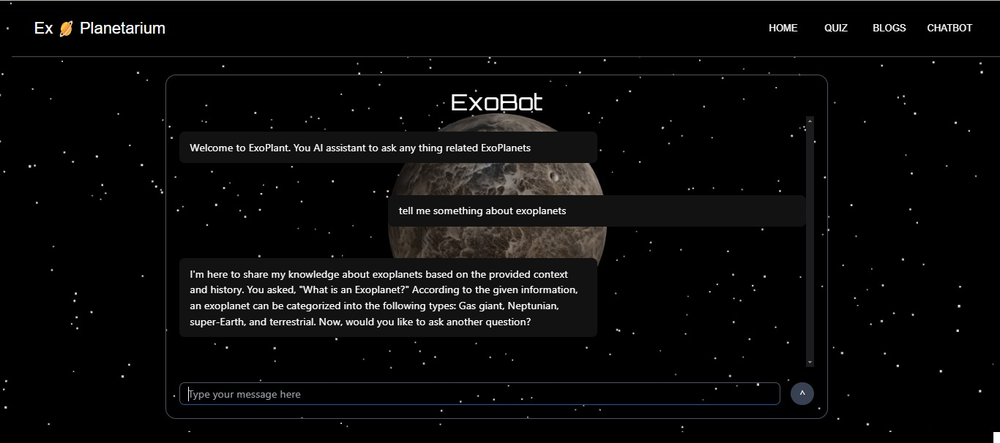 Ex 🪐 Planetarium
HOME QUIZ BLOGS CHATBOT
ExoBot
Welcome to ExoPlant. You AI assistant to ask any thing related ExoPlanets
tell me something about exoplanets
I'm here to share my knowledge about exoplanets based on the provided context
and history. You asked, "What is an Exoplanet?" According to the given information,
an exoplanet can be categorized into the following types: Gas giant, Neptunian,
super-Earth, and terrestrial. Now, would you like to ask another question?
Type your message here
^